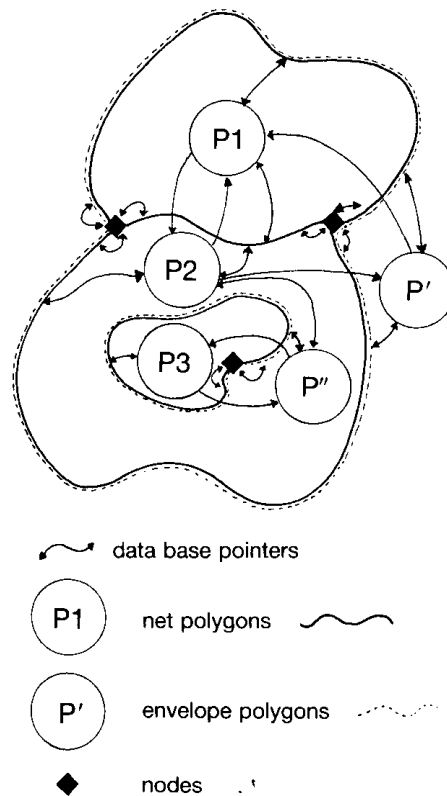 P1
P2
P'
P3
P"
data base pointers
P1 net polygons
P' envelope polygons
nodes